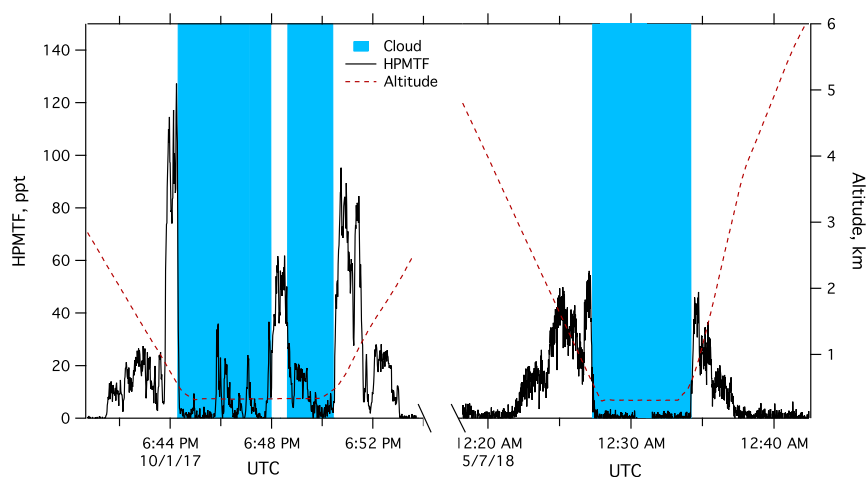 140
120
100
80
60
40
20
0
HPMTF, ppt
Cloud
HPMTF
Altitude
6
5
4
3
2
1
Altitude, km
6:44 PM
6:48 PM
6:52 PM
10/1/17
UTC
12:20 AM
12:30 AM
12:40 AM
5/7/18
UTC